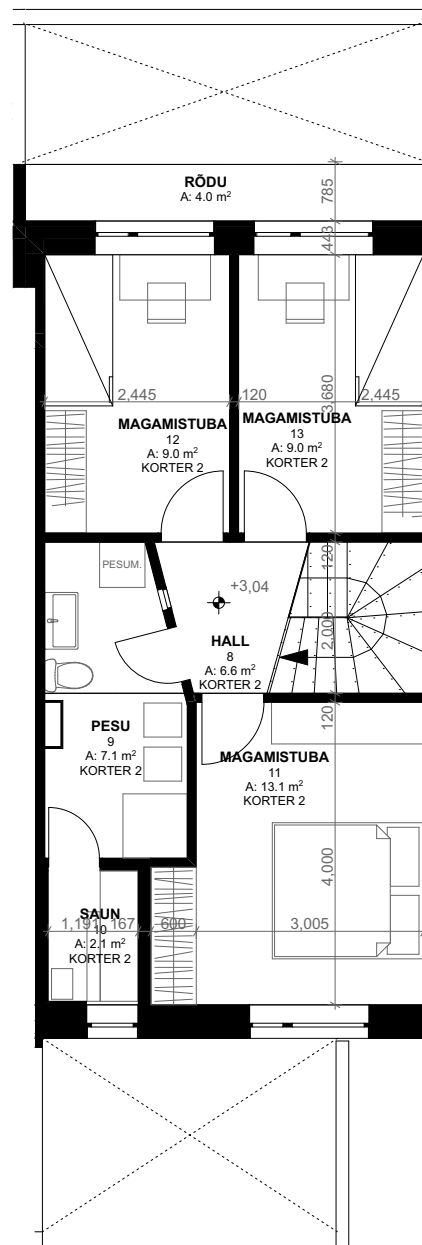 RÕDU
A: 4.0 m²
785
443
2,445
120
3,680
2,445
MAGAMISTUBA
12
A: 9.0 m²
KORTER 2
MAGAMISTUBA
13
A: 9.0 m²
KORTER 2
PESUM.
120
+3,04
2,000
HALL
8
A: 6.6 m²
KORTER 2
120
PESU
9
A: 7.1 m²
KORTER 2
MAGAMISTUBA
11
A: 13.1 m²
KORTER 2
4,000
SAUN
10
A: 2.1 m²
KORTER 2
1,191
167
600
3,005